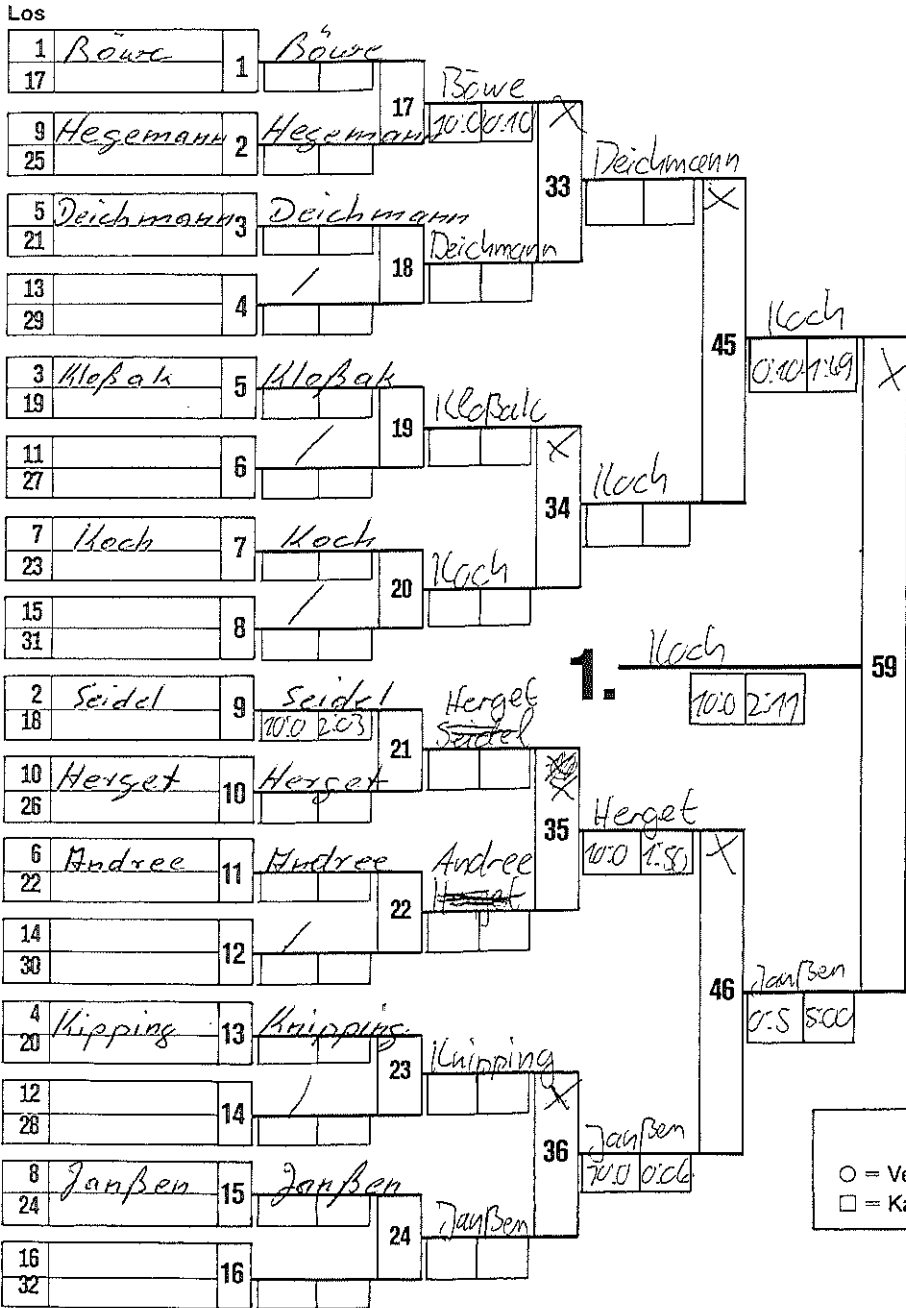 Los
1 Böwe 1 Böwe
17
17 Böwe
10:0 0:10
9 Hegemann 2 Hegemann
25
33 Deichmann
5 Deichmann 3 Deichmann
21
18 Deichmann
13 4 /
29
45 Koch
0:10 1:49
3 Kloßak 5 Kloßak
19
19 Kloßak
11 6 /
27
34 Koch
7 Koch 7 Koch
23
20 Koch
15 8 /
31
1. Koch 59
10:0 2:11
2 Seidel 9 Seidel
18 10:0 2:03
21 Herget
Seidel
10 Herget 10 Herget
26
35 Herget
10:0 1:50
6 Andree 11 Andree
22
22 Andree
Herget
14 12 /
30
46 Janßen
0:5 5:00
4 Kipping 13 Knipping
20
23 Knipping
12 14 /
28
36 Janßen
10:0 0:06
8 Janßen 15 Janßen
24
24 Janßen
16 16
32
○ = Ve
□ = Ka